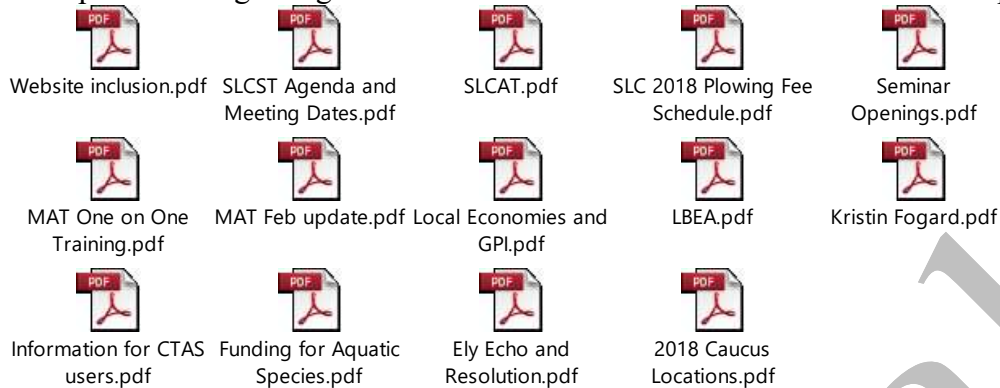 PDF PDF PDF PDF PDF
Website inclusion.pdf SLCST Agenda and SLCAT.pdf SLC 2018 Plowing Fee Seminar
Meeting Dates.pdf Schedule.pdf Openings.pdf
PDF PDF PDF PDF PDF
MAT One on One MAT Feb update.pdf Local Economies and LBEA.pdf Kristin Fogard.pdf
Training.pdf GPI.pdf
PDF PDF PDF PDF
Information for CTAS Funding for Aquatic Ely Echo and 2018 Caucus
users.pdf Species.pdf Resolution.pdf Locations.pdf